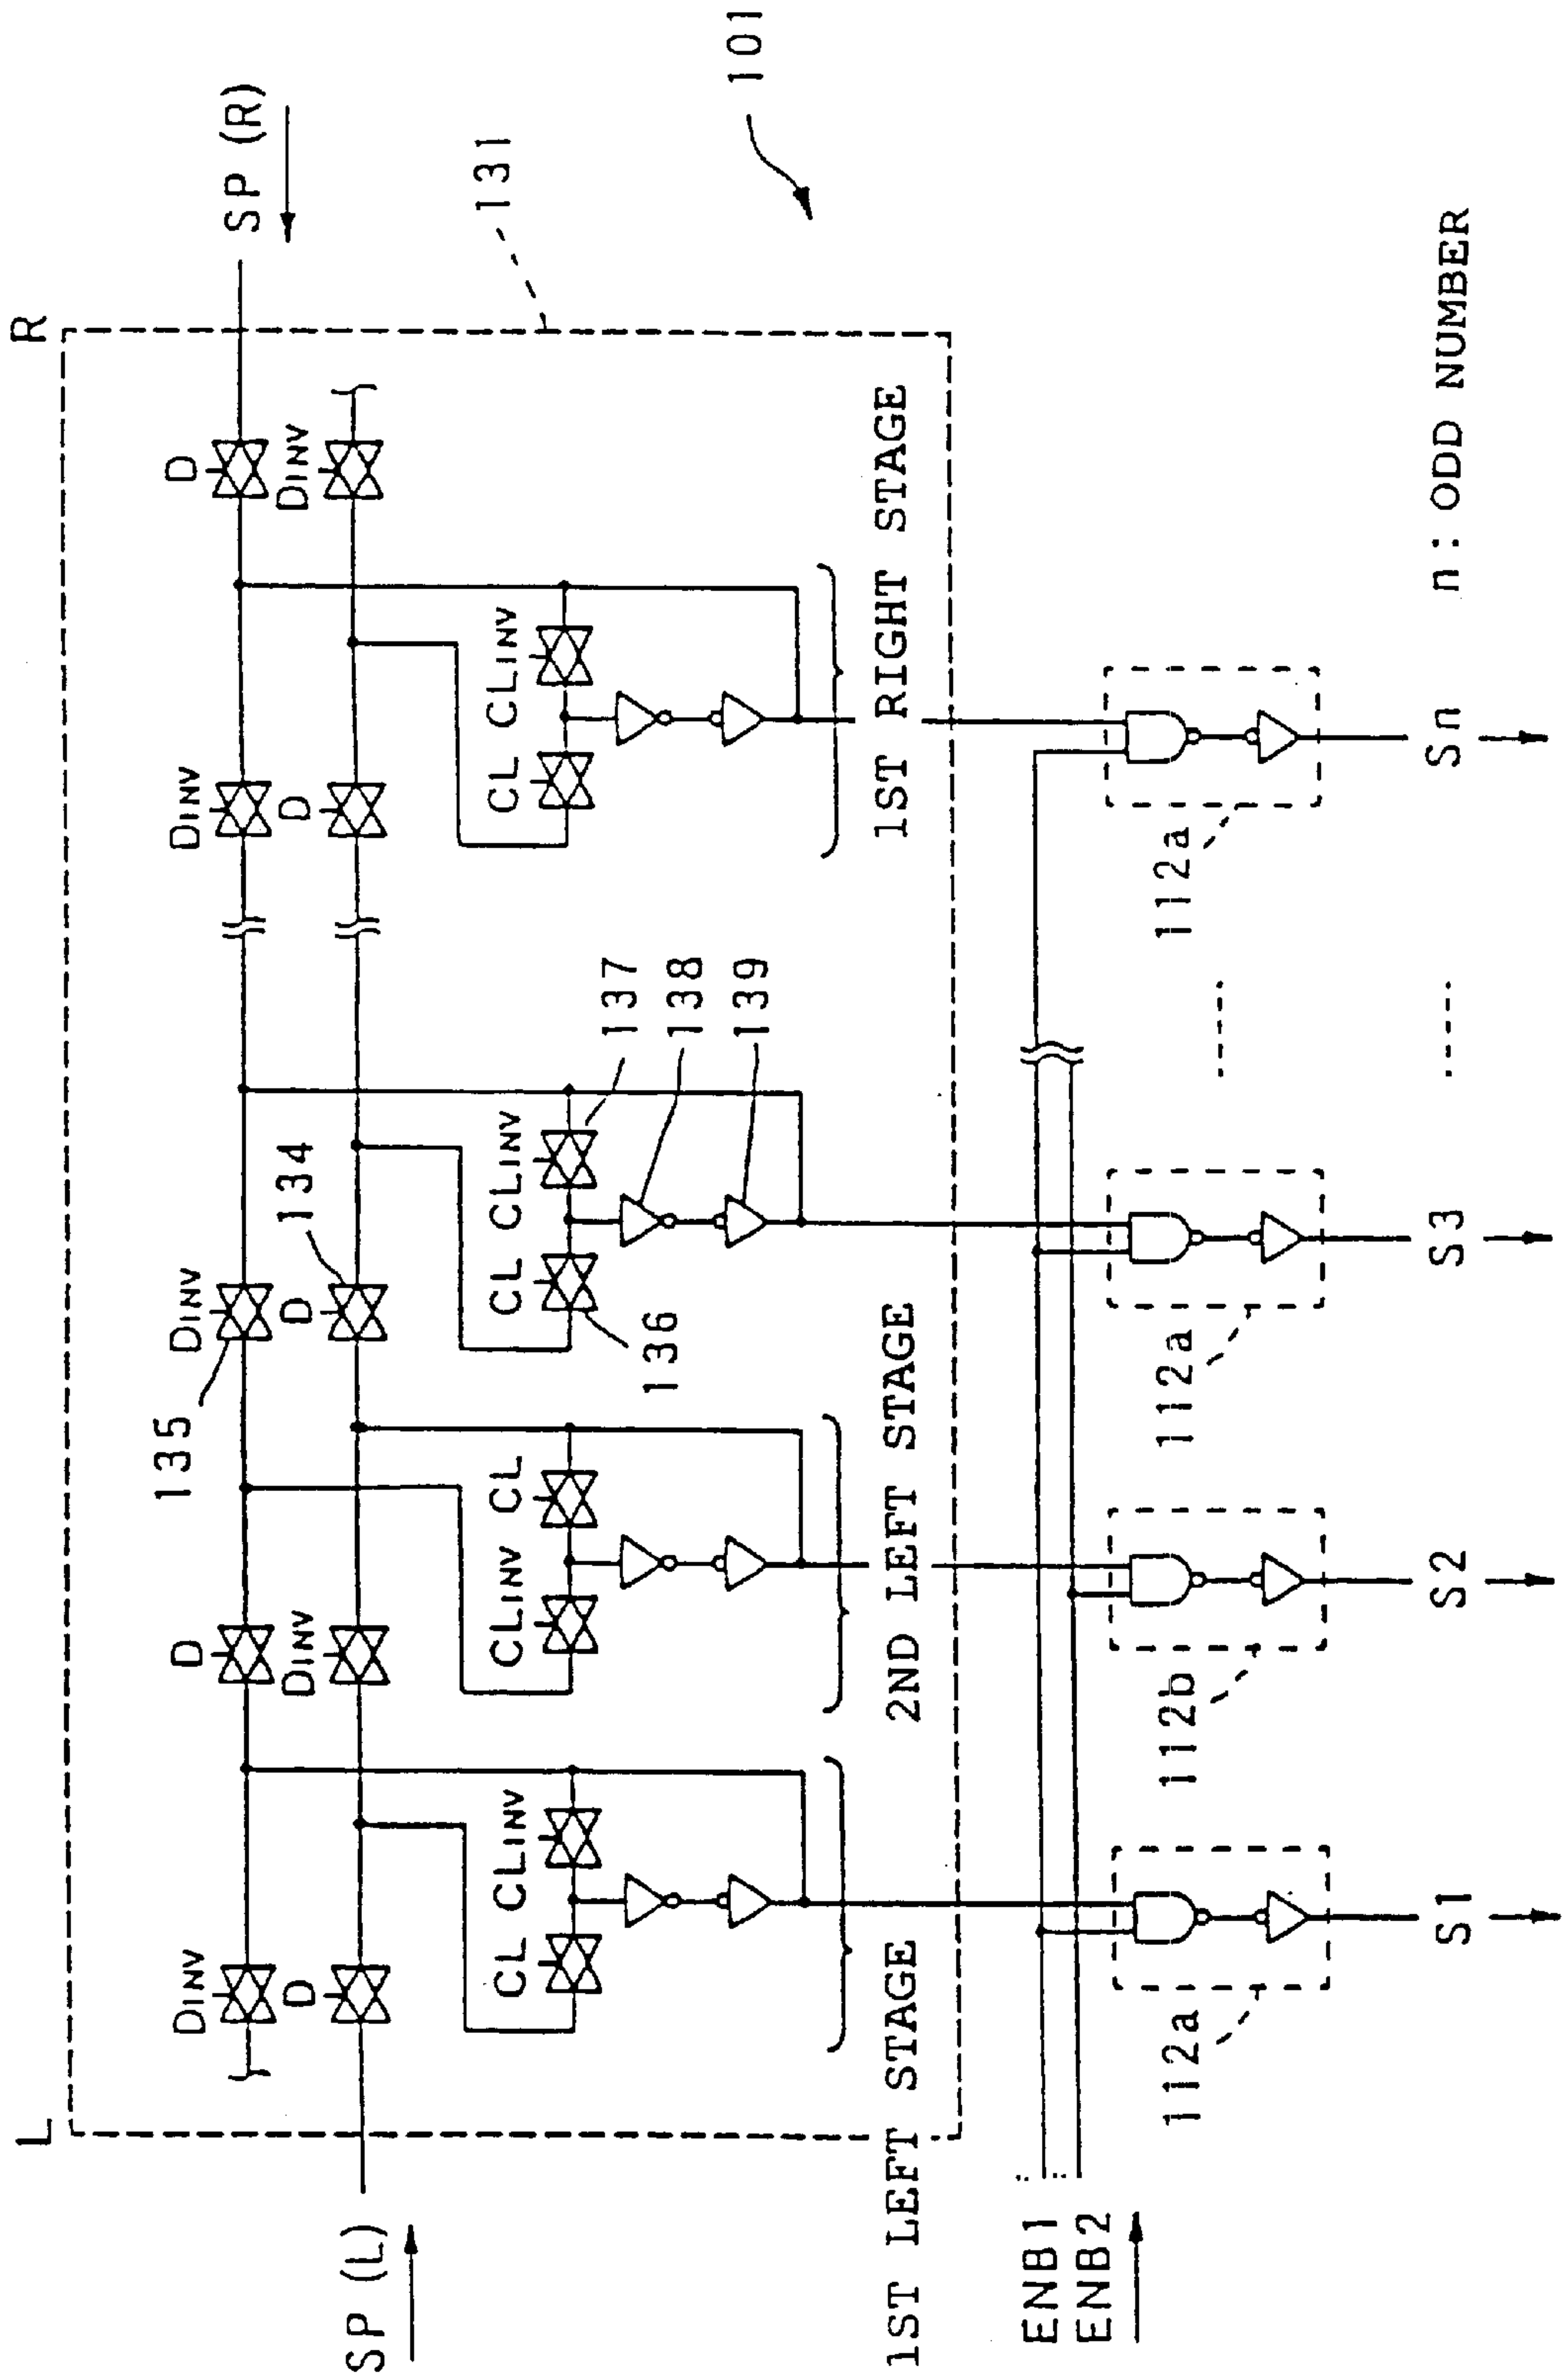 L
R
101
131
SP (R)
DINV
D
DINV
D
135
DINV
D
D
DINV
134
DINV
D
D
DINV
SP (L)
CL
CLINV
CLINV
CL
CL
CLINV
CL
CLINV
136
137
138
139
1ST LEFT STAGE
2ND LEFT STAGE
1ST RIGHT STAGE
ENB1
ENB2
112a
112b
112a
112a
S1
S2
S3
Sn
n : ODD NUMBER